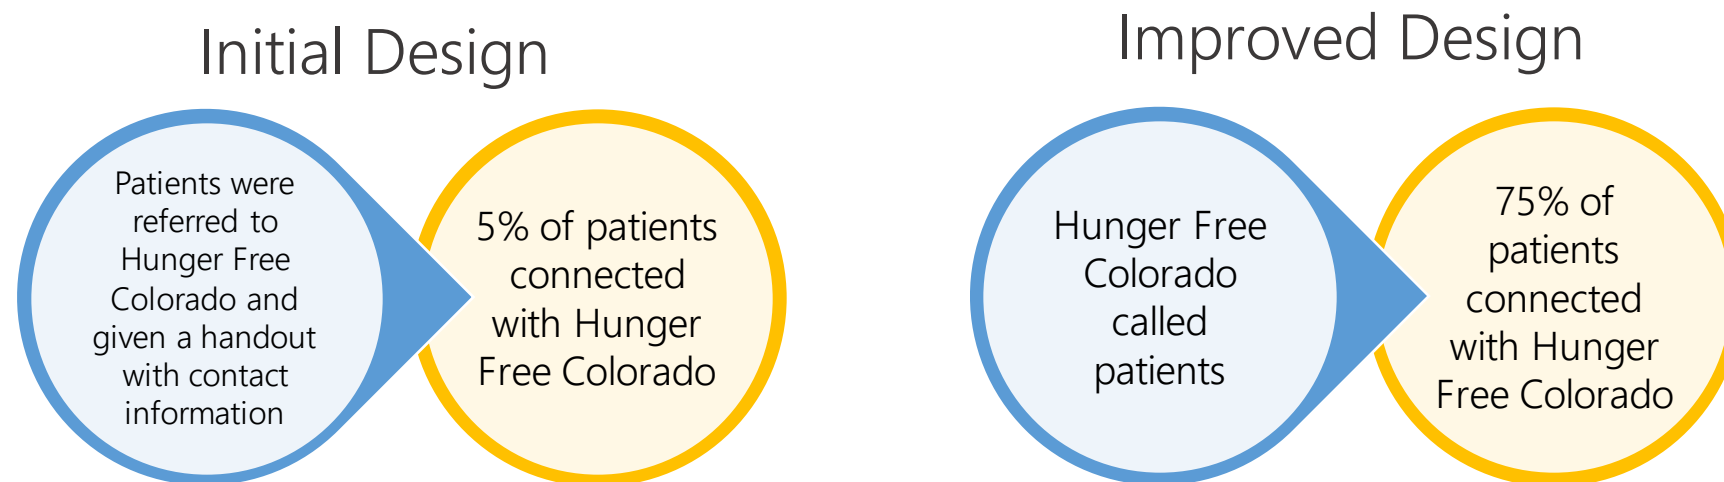 Initial Design
Patients were
referred to
Hunger Free
Colorado and
given a handout
with contact
information
5% of patients
connected
with Hunger
Free Colorado
Improved Design
Hunger Free
Colorado
called
patients
75% of
patients
connected
with Hunger
Free Colorado